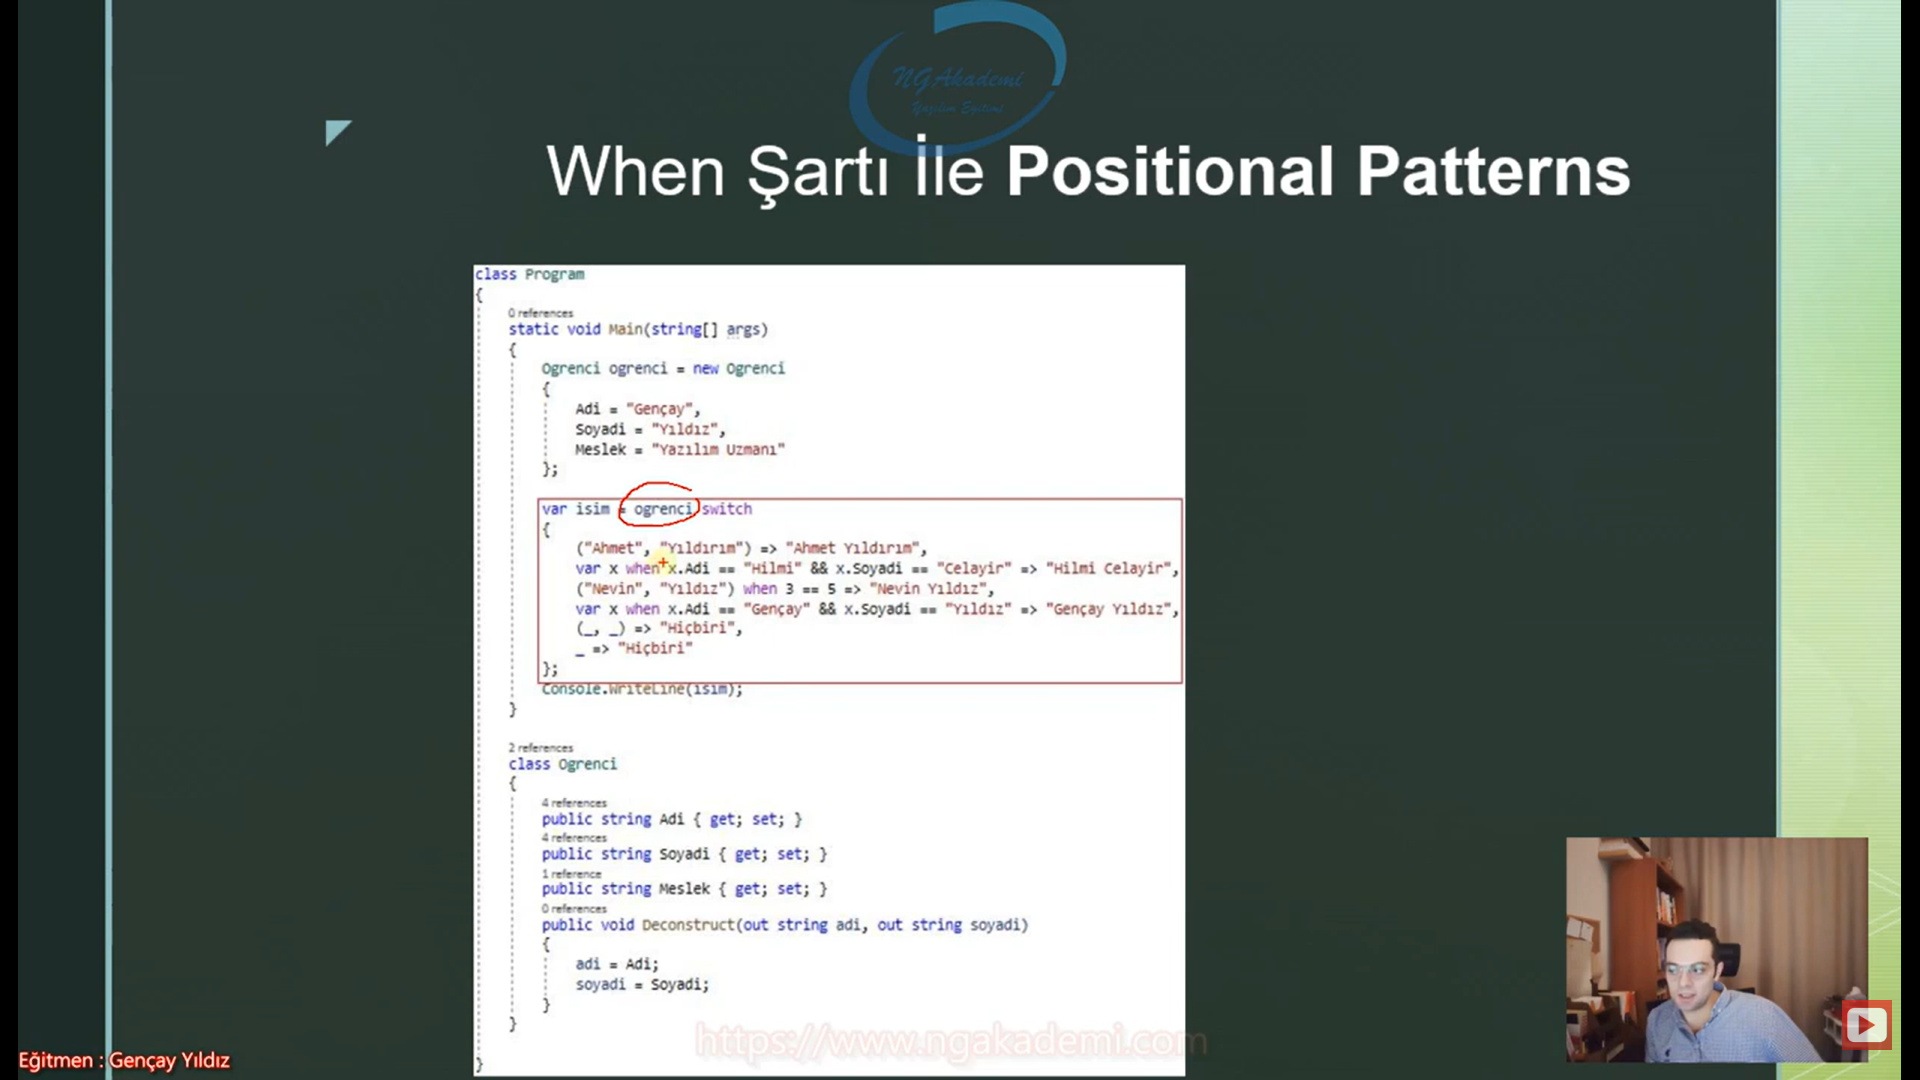 NGAkademi
Yazılım Eğitimi
When Şartı İle Positional Patterns
class Program
{
0 references
static void Main(string[] args)
{
Ogrenci ogrenci = new Ogrenci
{
Adi = "Gençay",
Soyadi = "Yıldız",
Meslek = "Yazılım Uzmanı"
};
var isim = ogrenci switch
{
("Ahmet", "Yıldırım") => "Ahmet Yıldırım",
var x when x.Adi == "Hilmi" && x.Soyadi == "Celayir" => "Hilmi Celayir",
("Nevin", "Yıldız") when 3 == 5 => "Nevin Yıldız",
var x when x.Adi == "Gençay" && x.Soyadi == "Yıldız" => "Gençay Yıldız",
(_, _) => "Hiçbiri",
_ => "Hiçbiri"
};
Console.WriteLine(isim);
}
2 references
class Ogrenci
{
4 references
public string Adi { get; set; }
4 references
public string Soyadi { get; set; }
1 reference
public string Meslek { get; set; }
0 references
public void Deconstruct(out string adi, out string soyadi)
{
adi = Adi;
soyadi = Soyadi;
}
}
}
https://www.ngakademi.com
Eğitmen : Gençay Yıldız